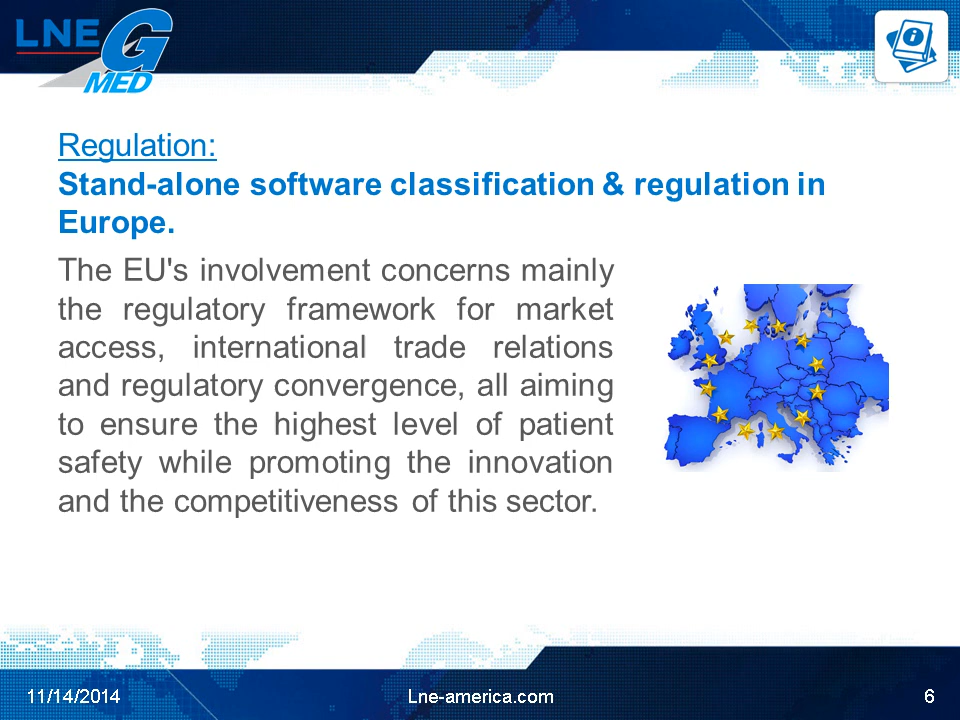 LNE G
MED
Regulation:
Stand-alone software classification & regulation in
Europe.
The EU's involvement concerns mainly
the regulatory framework for market
access, international trade relations
and regulatory convergence, all aiming
to ensure the highest level of patient
safety while promoting the innovation
and the competitiveness of this sector.
11/14/2014
Lne-america.com
6